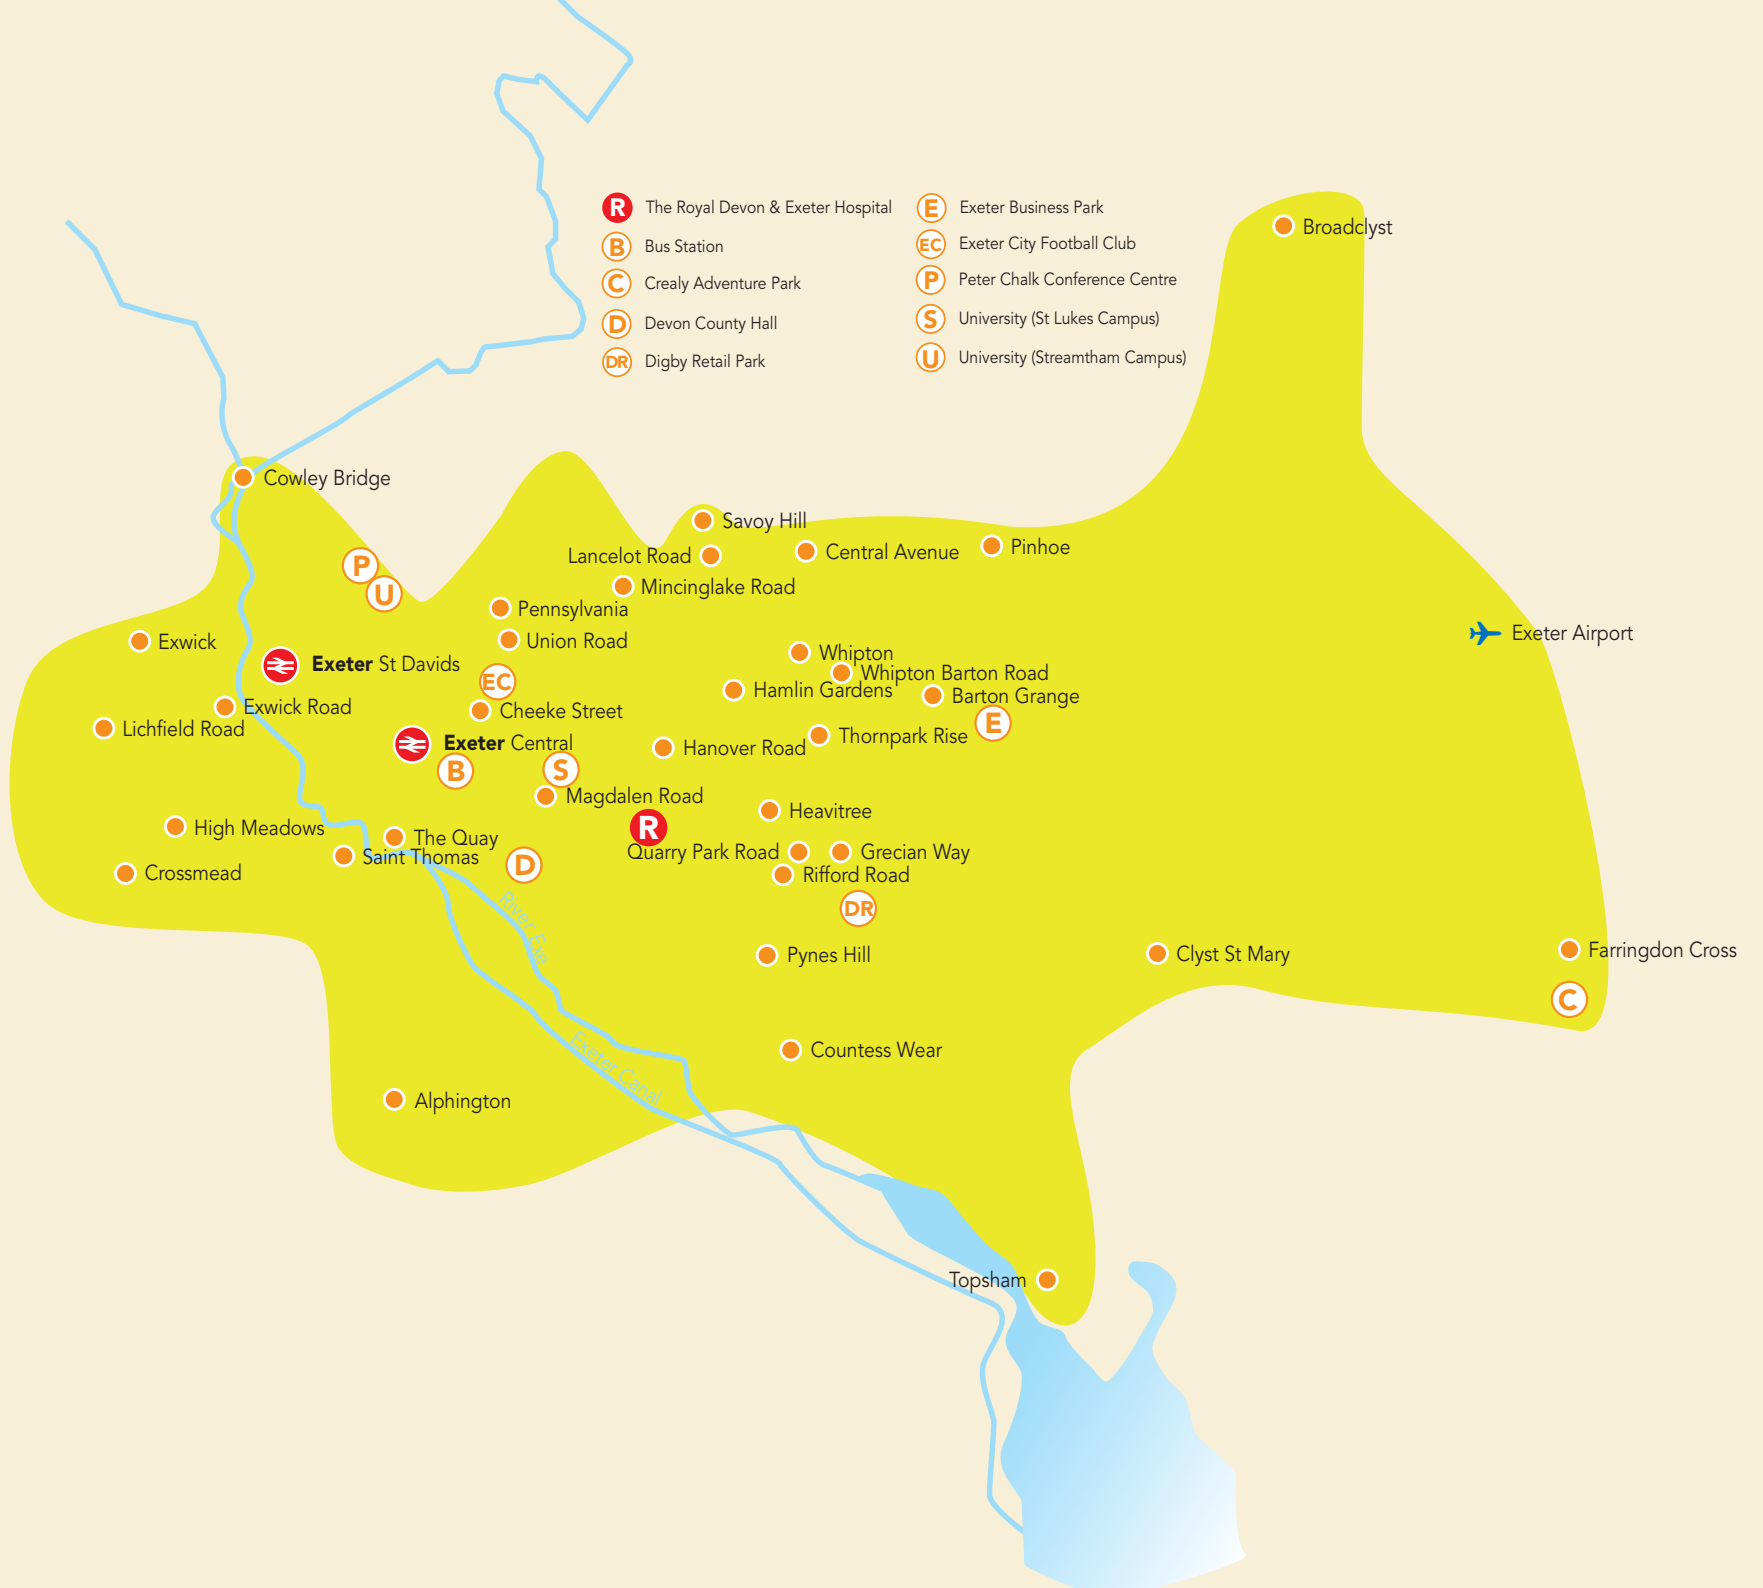 R The Royal Devon & Exeter Hospital
B Bus Station
C Crealy Adventure Park
D Devon County Hall
DR Digby Retail Park
E Exeter Business Park
EC Exeter City Football Club
P Peter Chalk Conference Centre
S University (St Lukes Campus)
U University (Streamtham Campus)
Broadclyst
Cowley Bridge
Savoy Hill
Lancelot Road
Central Avenue
Pinhoe
P
U
Mincinglake Road
Pennsylvania
Exwick
Union Road
Exeter Airport
Exeter St Davids
Whipton
Whipton Barton Road
EC
Hamlin Gardens
Barton Grange
Exwick Road
Cheeke Street
E
Lichfield Road
Exeter Central
Hanover Road
Thornpark Rise
B
S
Magdalen Road
Heavitree
High Meadows
R
The Quay
Saint Thomas
Quarry Park Road
Grecian Way
Crossmead
D
Rifford Road
DR
River Exe
Pynes Hill
Clyst St Mary
Farringdon Cross
C
Exeter Canal
Countess Wear
Alphington
Topsham